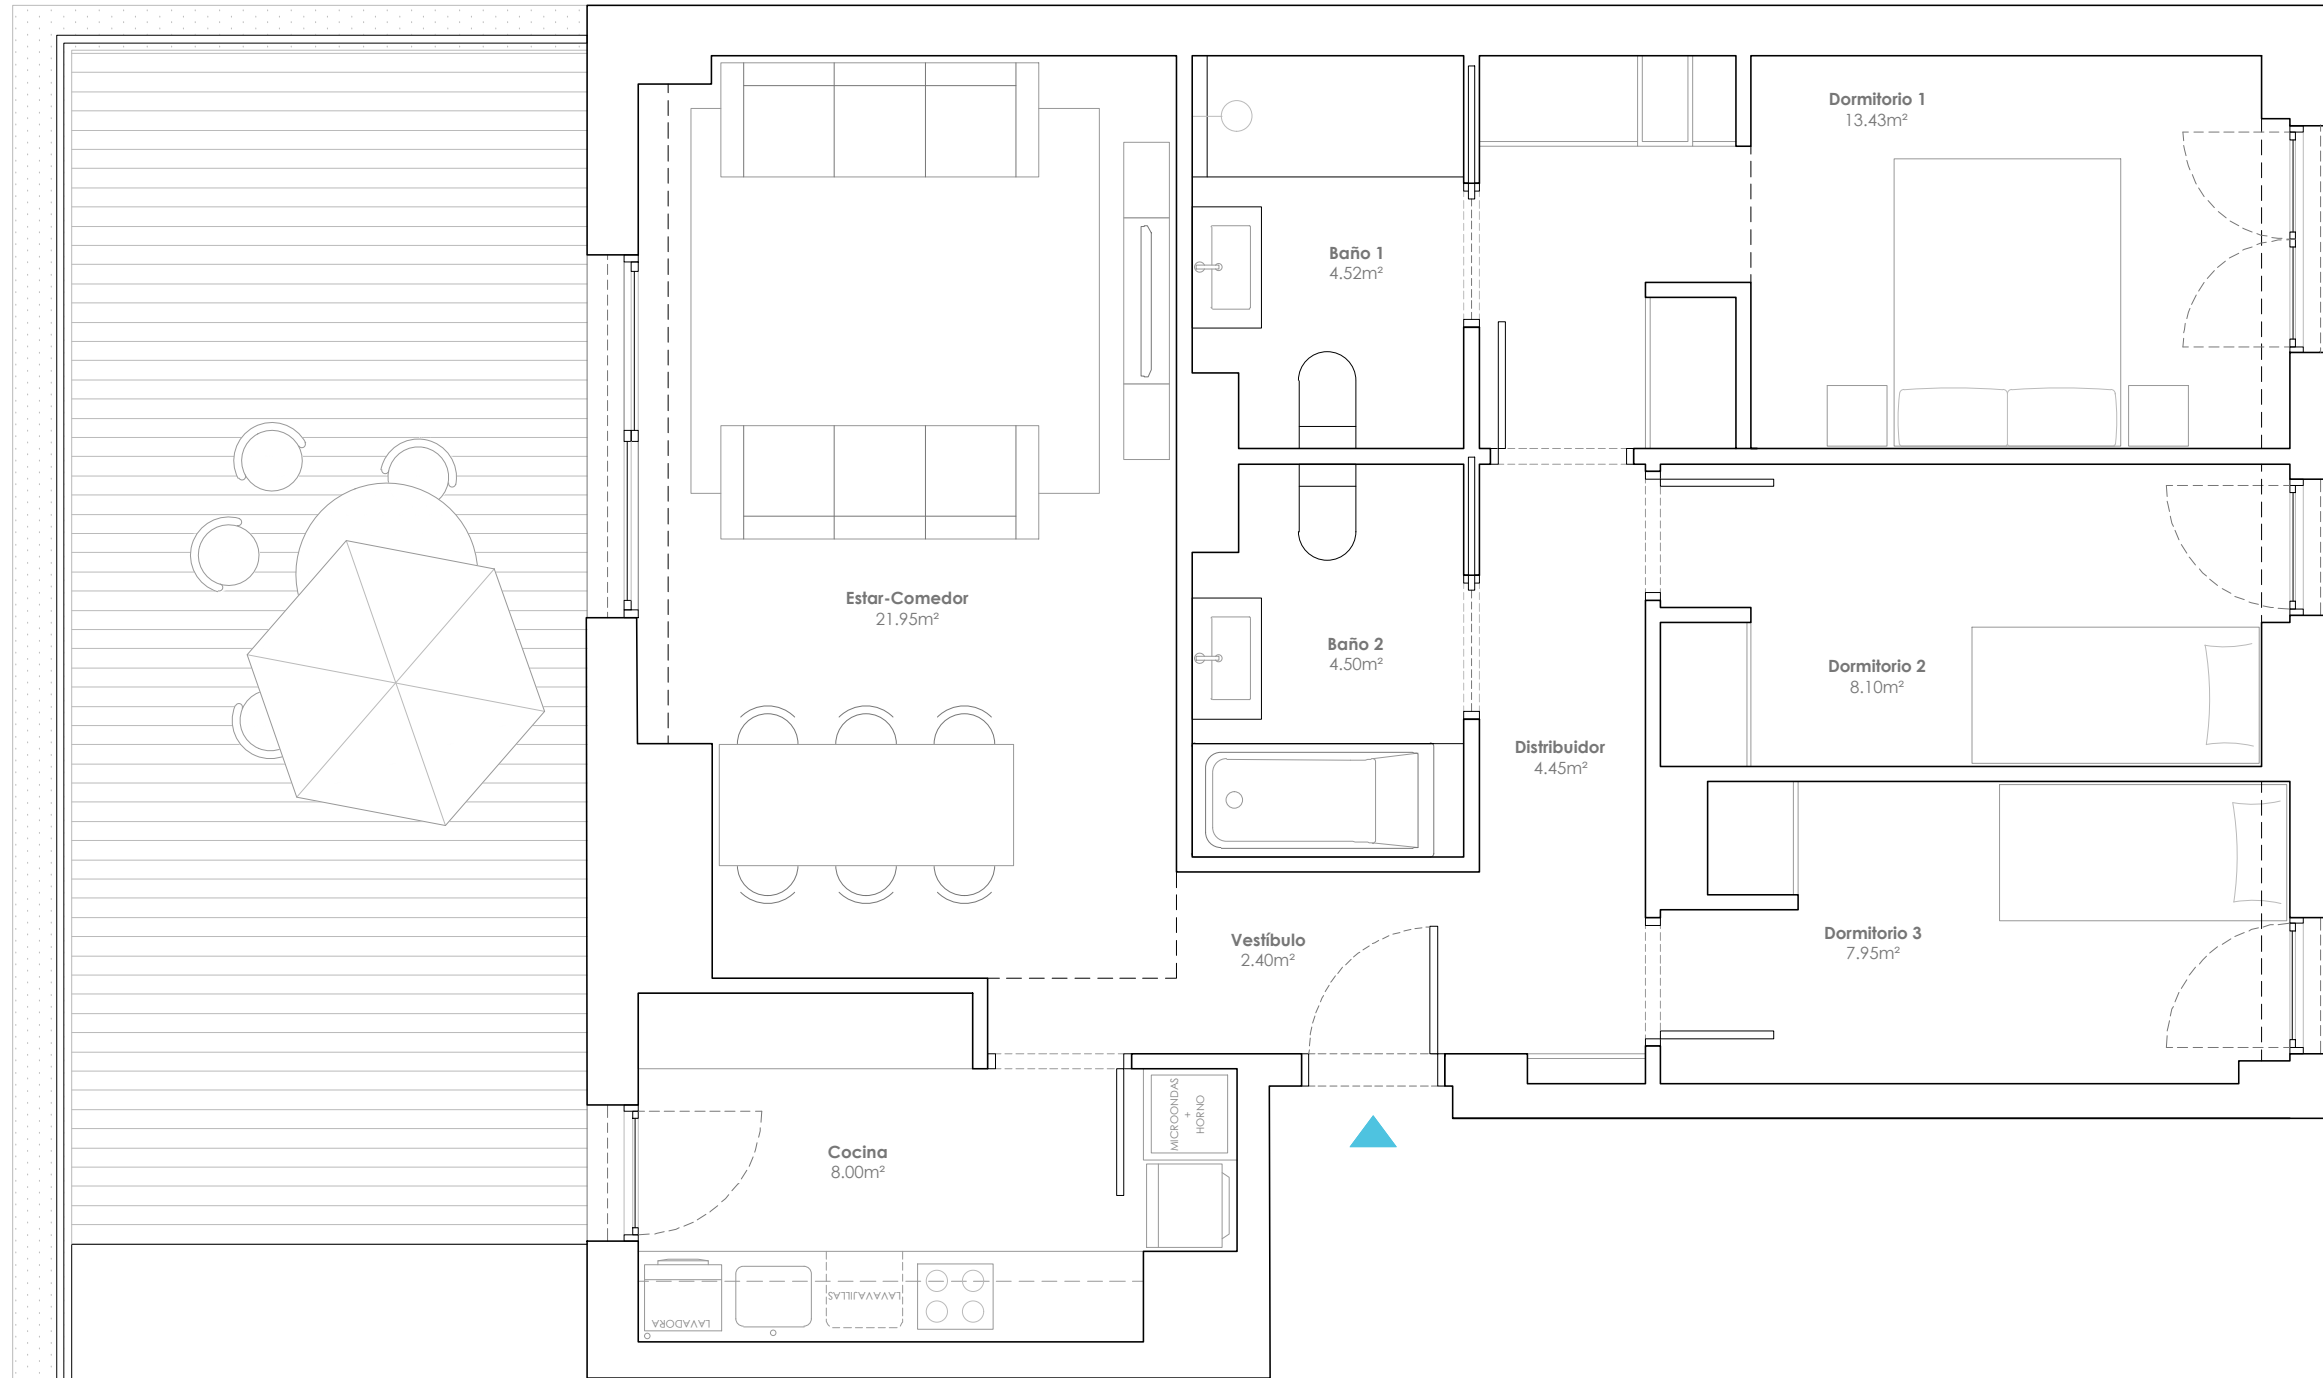 Dormitorio 1
13.43m²
Baño 1
4.52m²
Estar-Comedor
21.95m²
Baño 2
4.50m²
Dormitorio 2
8.10m²
Distribuidor
4.45m²
Vestíbulo
2.40m²
Dormitorio 3
7.95m²
Cocina
8.00m²
MICROONDAS
+
HORNO
LAVADORA
LAVAVAJILLAS